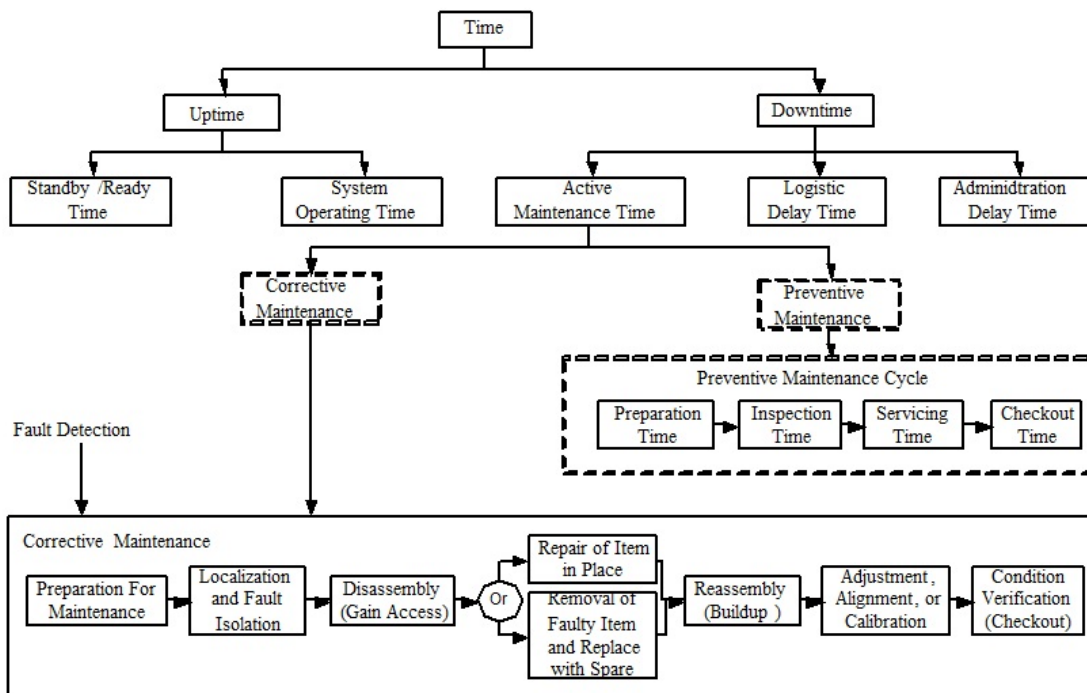 Time
Uptime
Downtime
Standby /Ready
Time
System
Operating Time
Active
Maintenance Time
Logistic
Delay Time
Adminidtration
Delay Time
Corrective
Maintenance
Preventive
Maintenance
Preventive Maintenance Cycle
Preparation
Time
Inspection
Time
Servicing
Time
Checkout
Time
Fault Detection
Corrective Maintenance
Preparation For
Maintenance
Localization
and Fault
Isolation
Disassembly
(Gain Access)
Or
Repair of Item
in Place
Removal of
Faulty Item
and Replace
with Spare
Reassembly
(Buildup )
Adjustment ,
Alignment , or
Calibration
Condition
Verification
(Checkout)